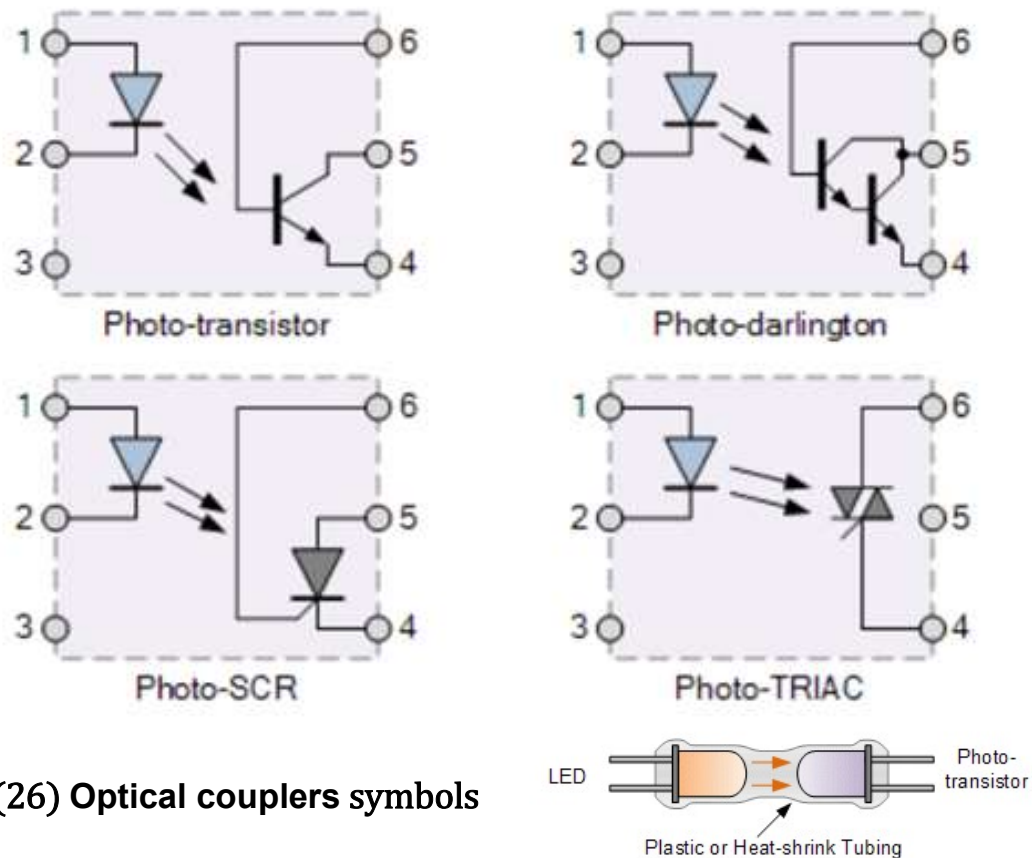 1 6
2 5
3 4
Photo-transistor
1 6
2 5
3 4
Photo-darlington
1 6
2 5
3 4
Photo-SCR
1 6
2 5
3 4
Photo-TRIAC
(26) Optical couplers symbols
LED
Photo-
transistor
Plastic or Heat-shrink Tubing